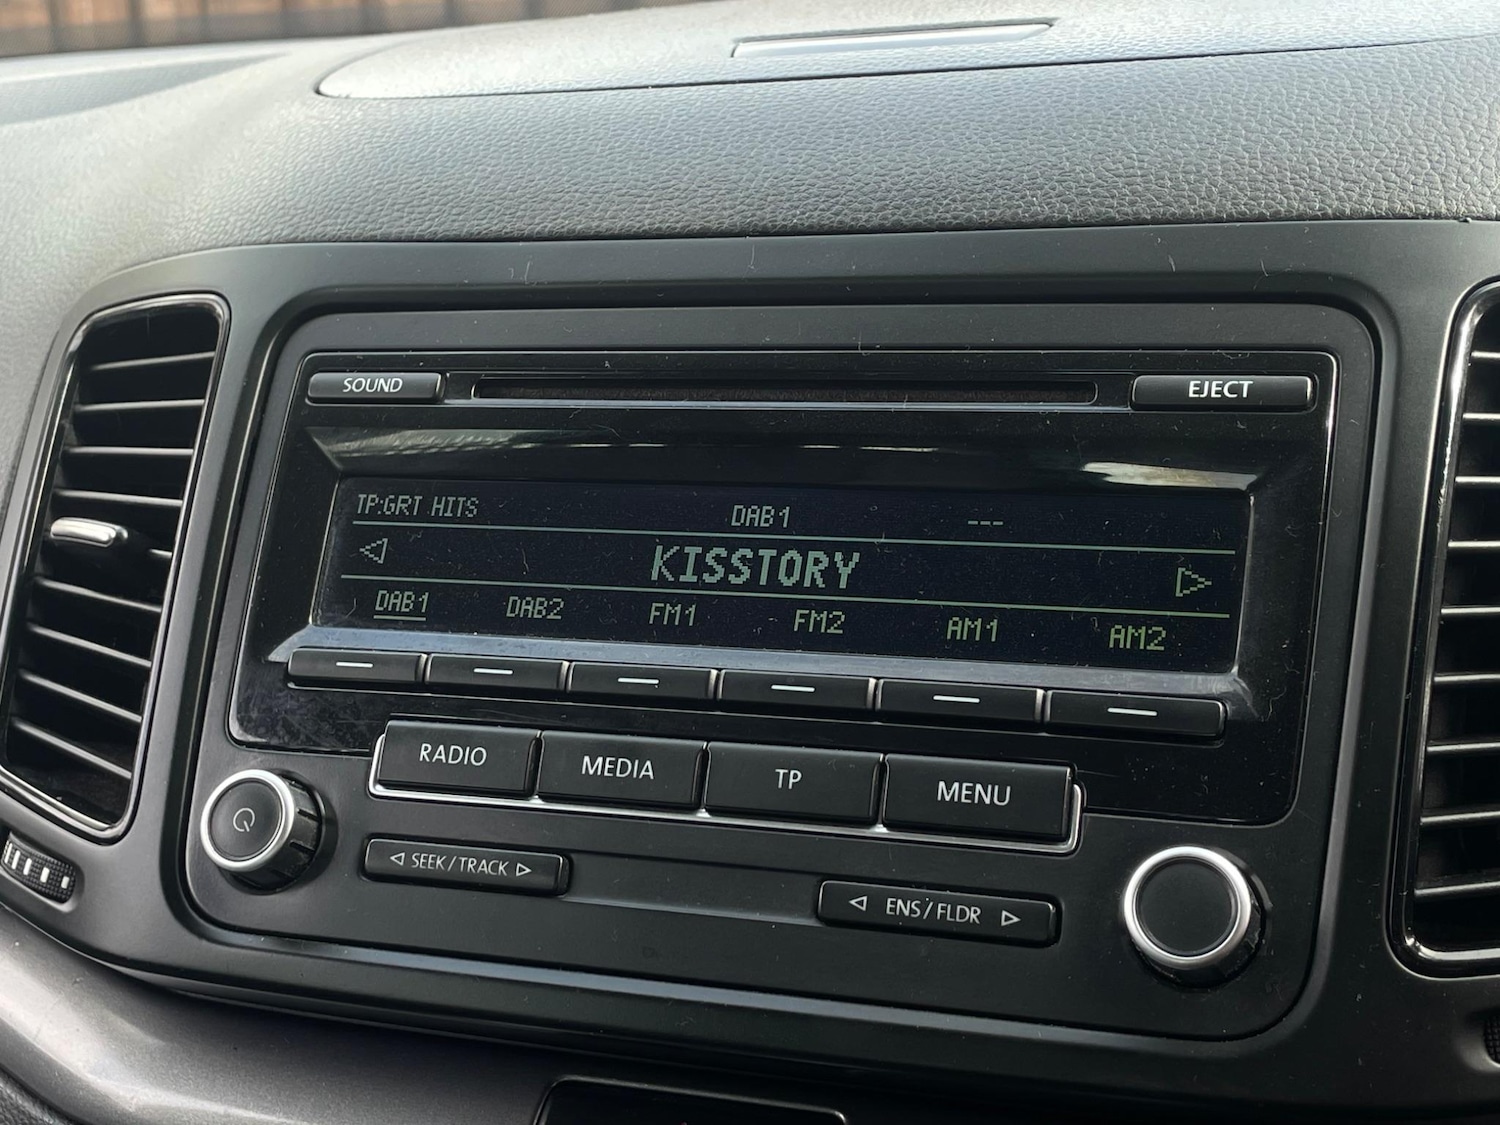 SOUND EJECT
TP:GRT HITS DAB1 ---
KISSTORY
DAB1 DAB2 FM1 FM2 AM1 AM2
RADIO MEDIA TP MENU
SEEK/TRACK
ENS/FLDR